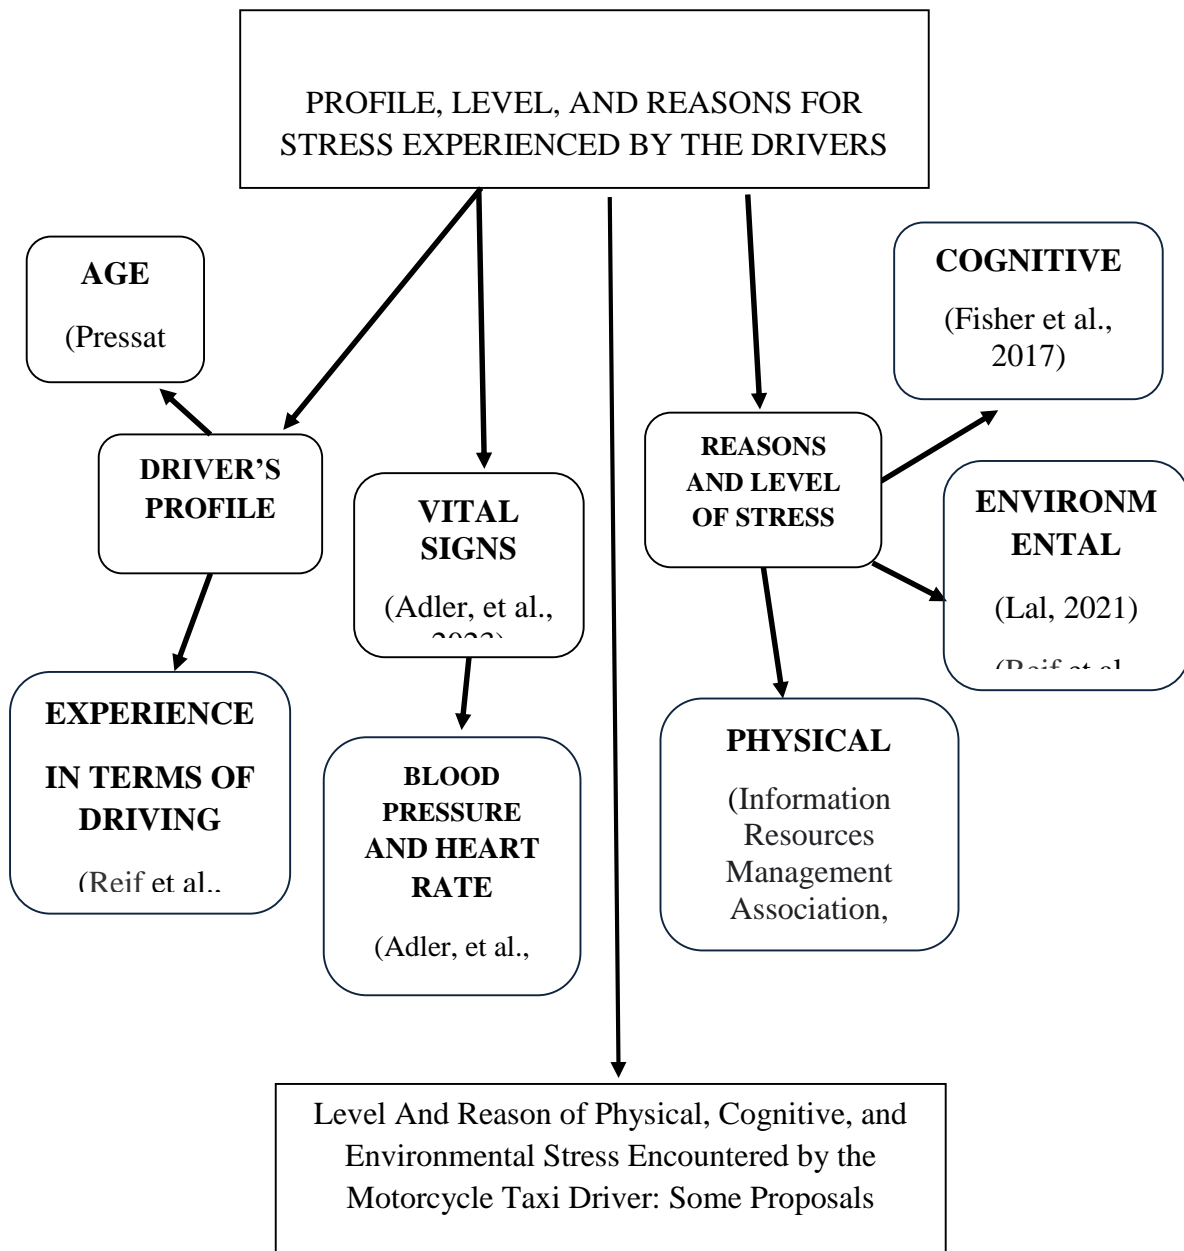 PROFILE, LEVEL, AND REASONS FOR
STRESS EXPERIENCED BY THE DRIVERS
AGE
(Pressat
COGNITIVE
(Fisher et al.,
2017)
DRIVER’S
PROFILE
VITAL
SIGNS
(Adler, et al.,
REASONS
AND LEVEL
OF STRESS
ENVIRONM
ENTAL
(Lal, 2021)
(Reif et al.
EXPERIENCE
IN TERMS OF
DRIVING
(Reif et al.,
BLOOD
PRESSURE
AND HEART
RATE
(Adler, et al.,
PHYSICAL
(Information
Resources
Management
Association,
Level And Reason of Physical, Cognitive, and
Environmental Stress Encountered by the
Motorcycle Taxi Driver: Some Proposals